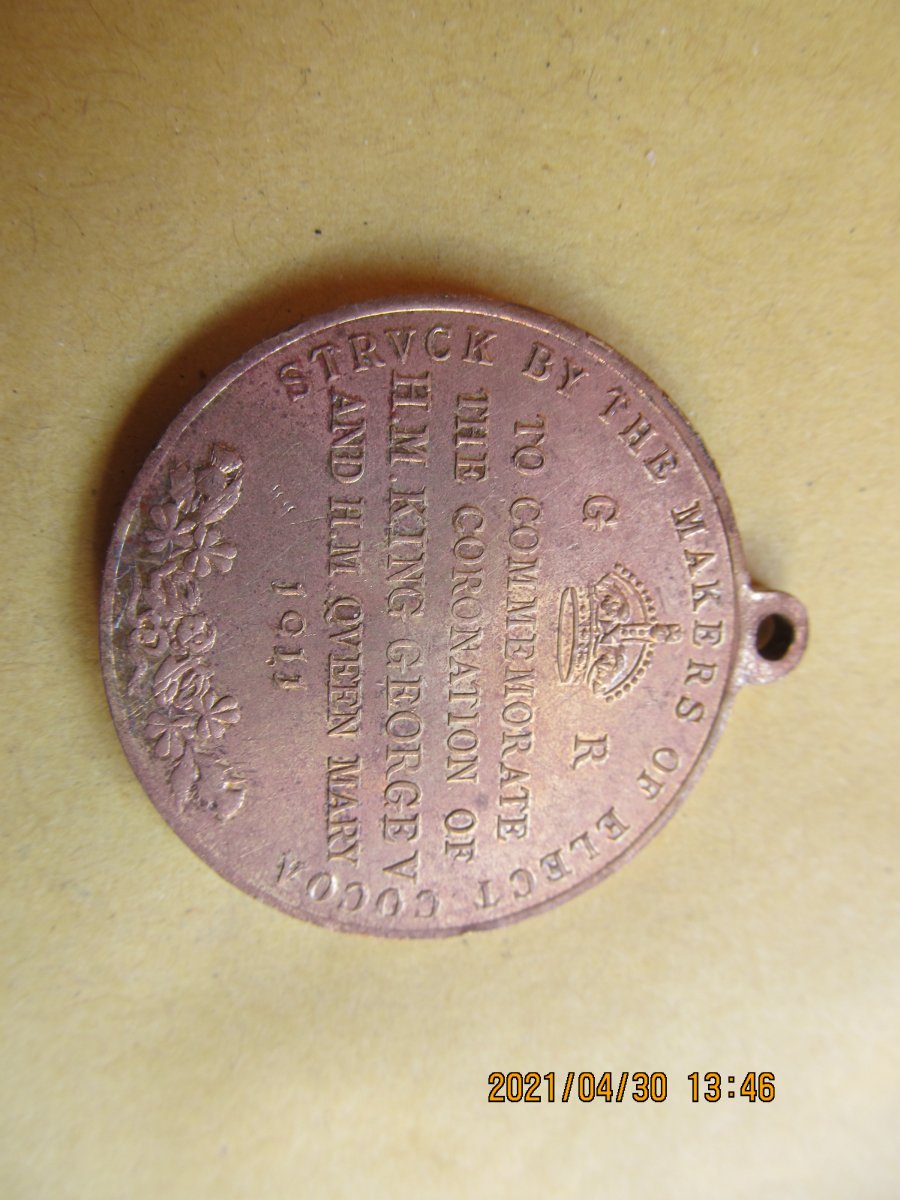 STRVCK BY THE MAKERS OF ELECT COCOA
G R
TO COMMEMORATE
THE CORONATION OF
H.M. KING GEORGE V
AND H.M. QVEEN MARY
1911
2021/04/30 13:46